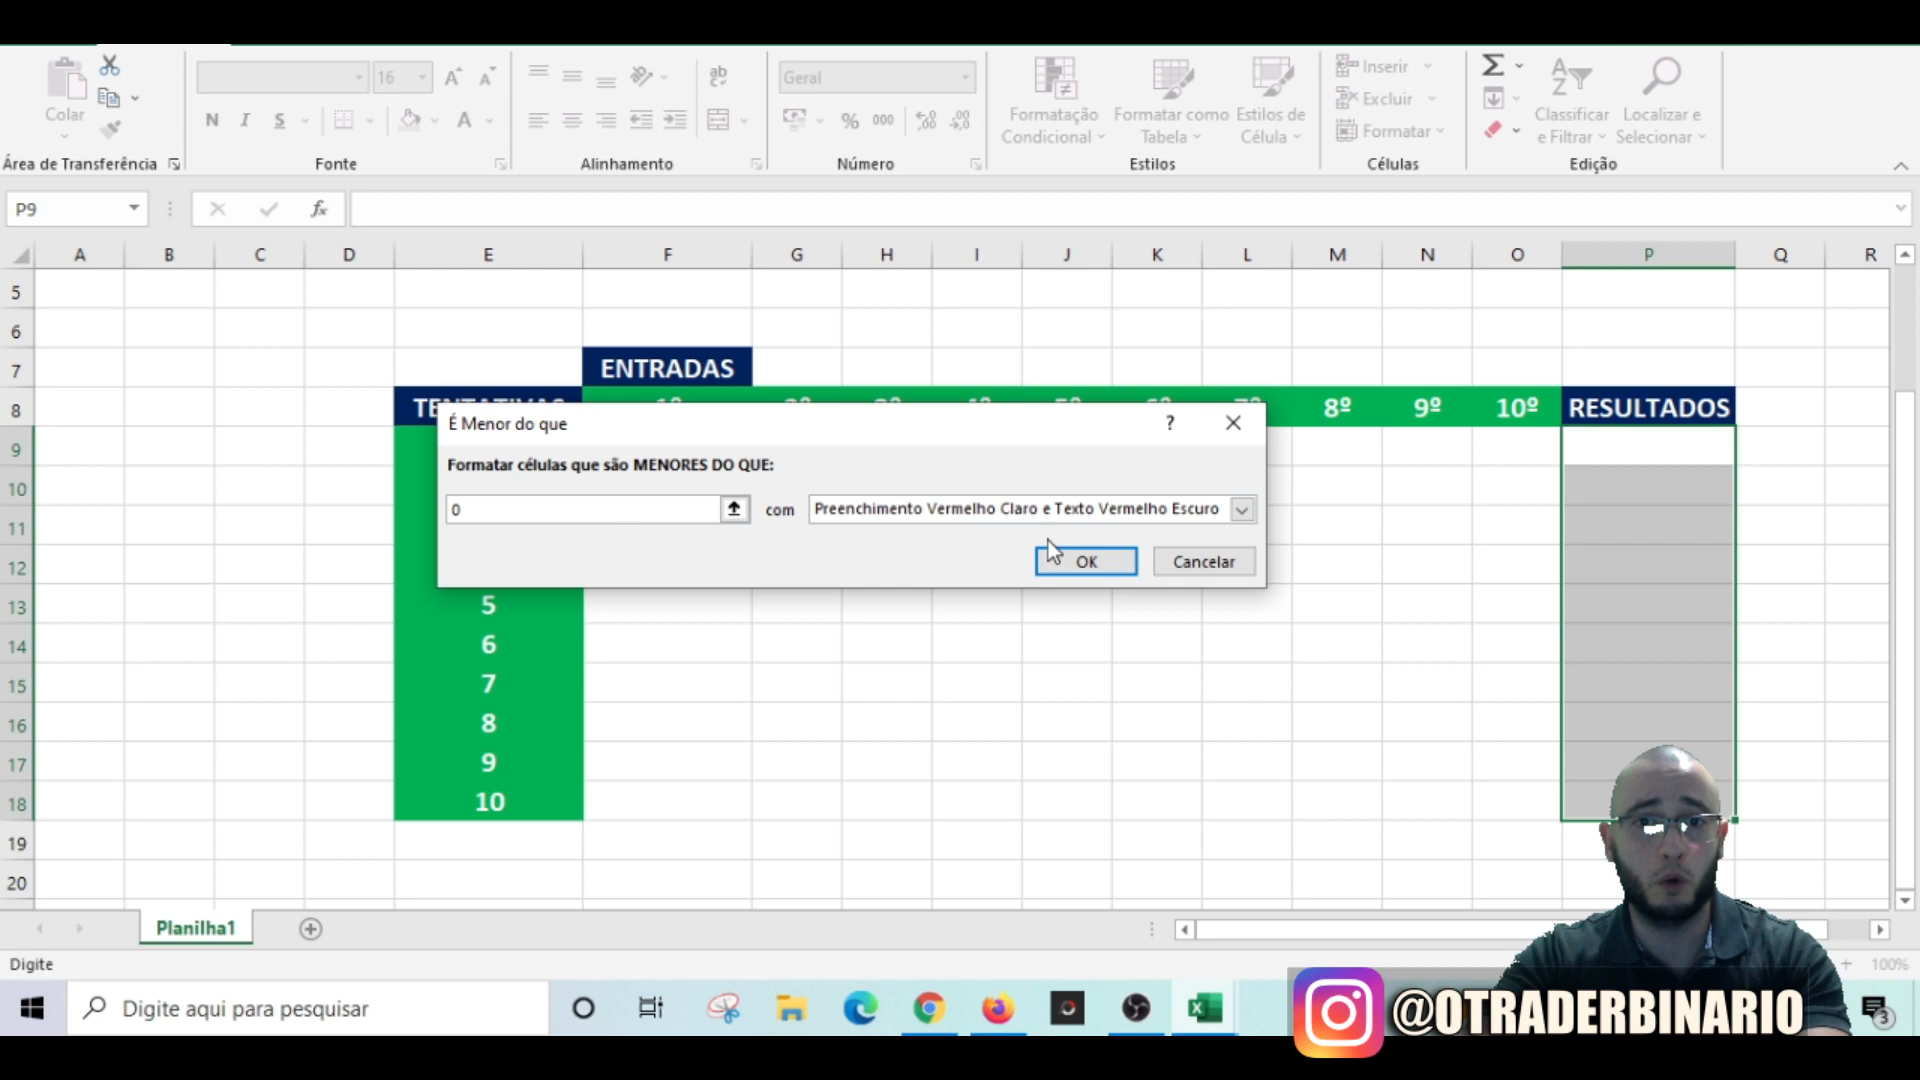 Colar
Área de Transferência
16
A A
N I S
A
Fonte
ab
Alinhamento
Geral
% 000
Número
Formatação Condicional
Formatar como Tabela
Estilos de Célula
Estilos
Inserir
Excluir
Formatar
Células
Classificar e Filtrar
Localizar e Selecionar
Edição
P9
fx
A B C D E F G H I J K L M N O P Q R
5
6
7 ENTRADAS
8 8º 9º 10º RESULTADOS
9
10
11
12
13 5
14 6
15 7
16 8
17 9
18 10
19
20
É Menor do que
?
Formatar células que são MENORES DO QUE:
0 com Preenchimento Vermelho Claro e Texto Vermelho Escuro
OK Cancelar
Planilha1
Digite
100%
Digite aqui para pesquisar
@OTRADERBINARIO
3